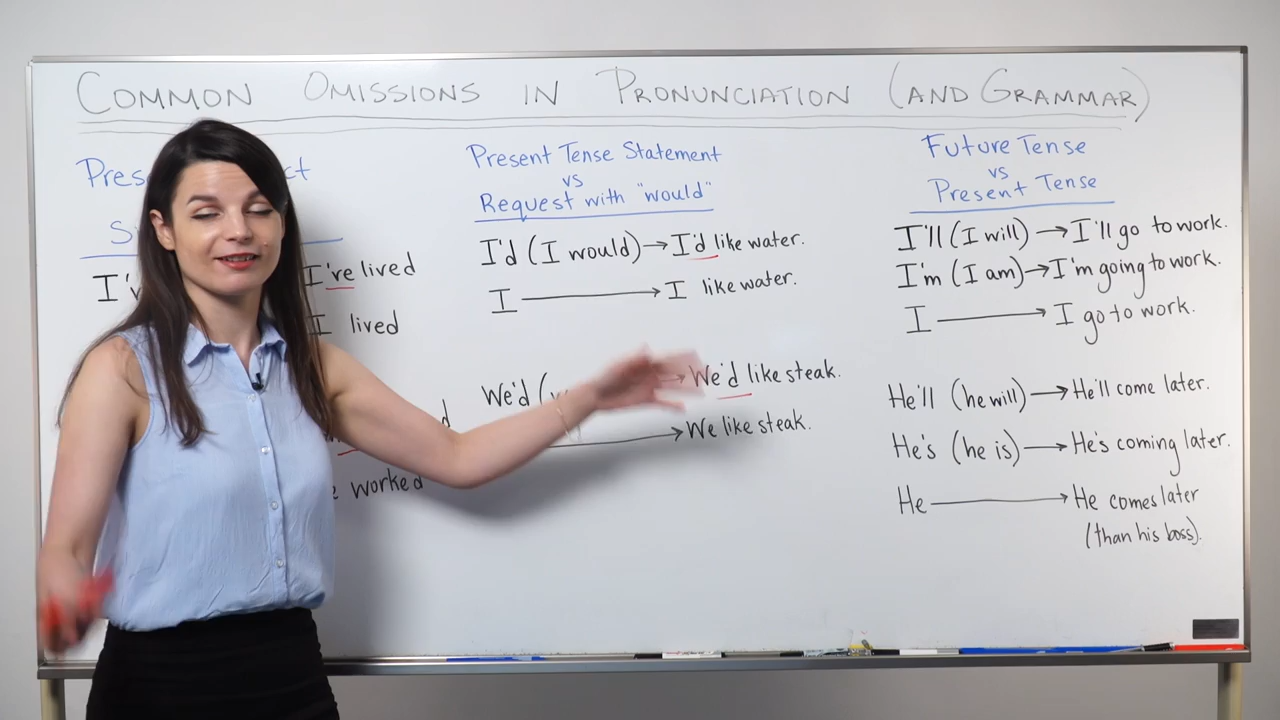 COMMON OMISSIONS IN PRONUNCIATION (AND GRAMMAR)
I've lived
I lived
worked
Present Tense Statement
vs
Request with "would"
I'd (I would) → I'd like water.
I → I like water.
We'd → We'd like steak.
→ We like steak.
Future Tense
vs
Present Tense
I'll (I will) → I'll go to work.
I'm (I am) → I'm going to work.
I → I go to work.
He'll (he will) → He'll come later.
He's (he is) → He's coming later.
He → He comes later
(than his boss).